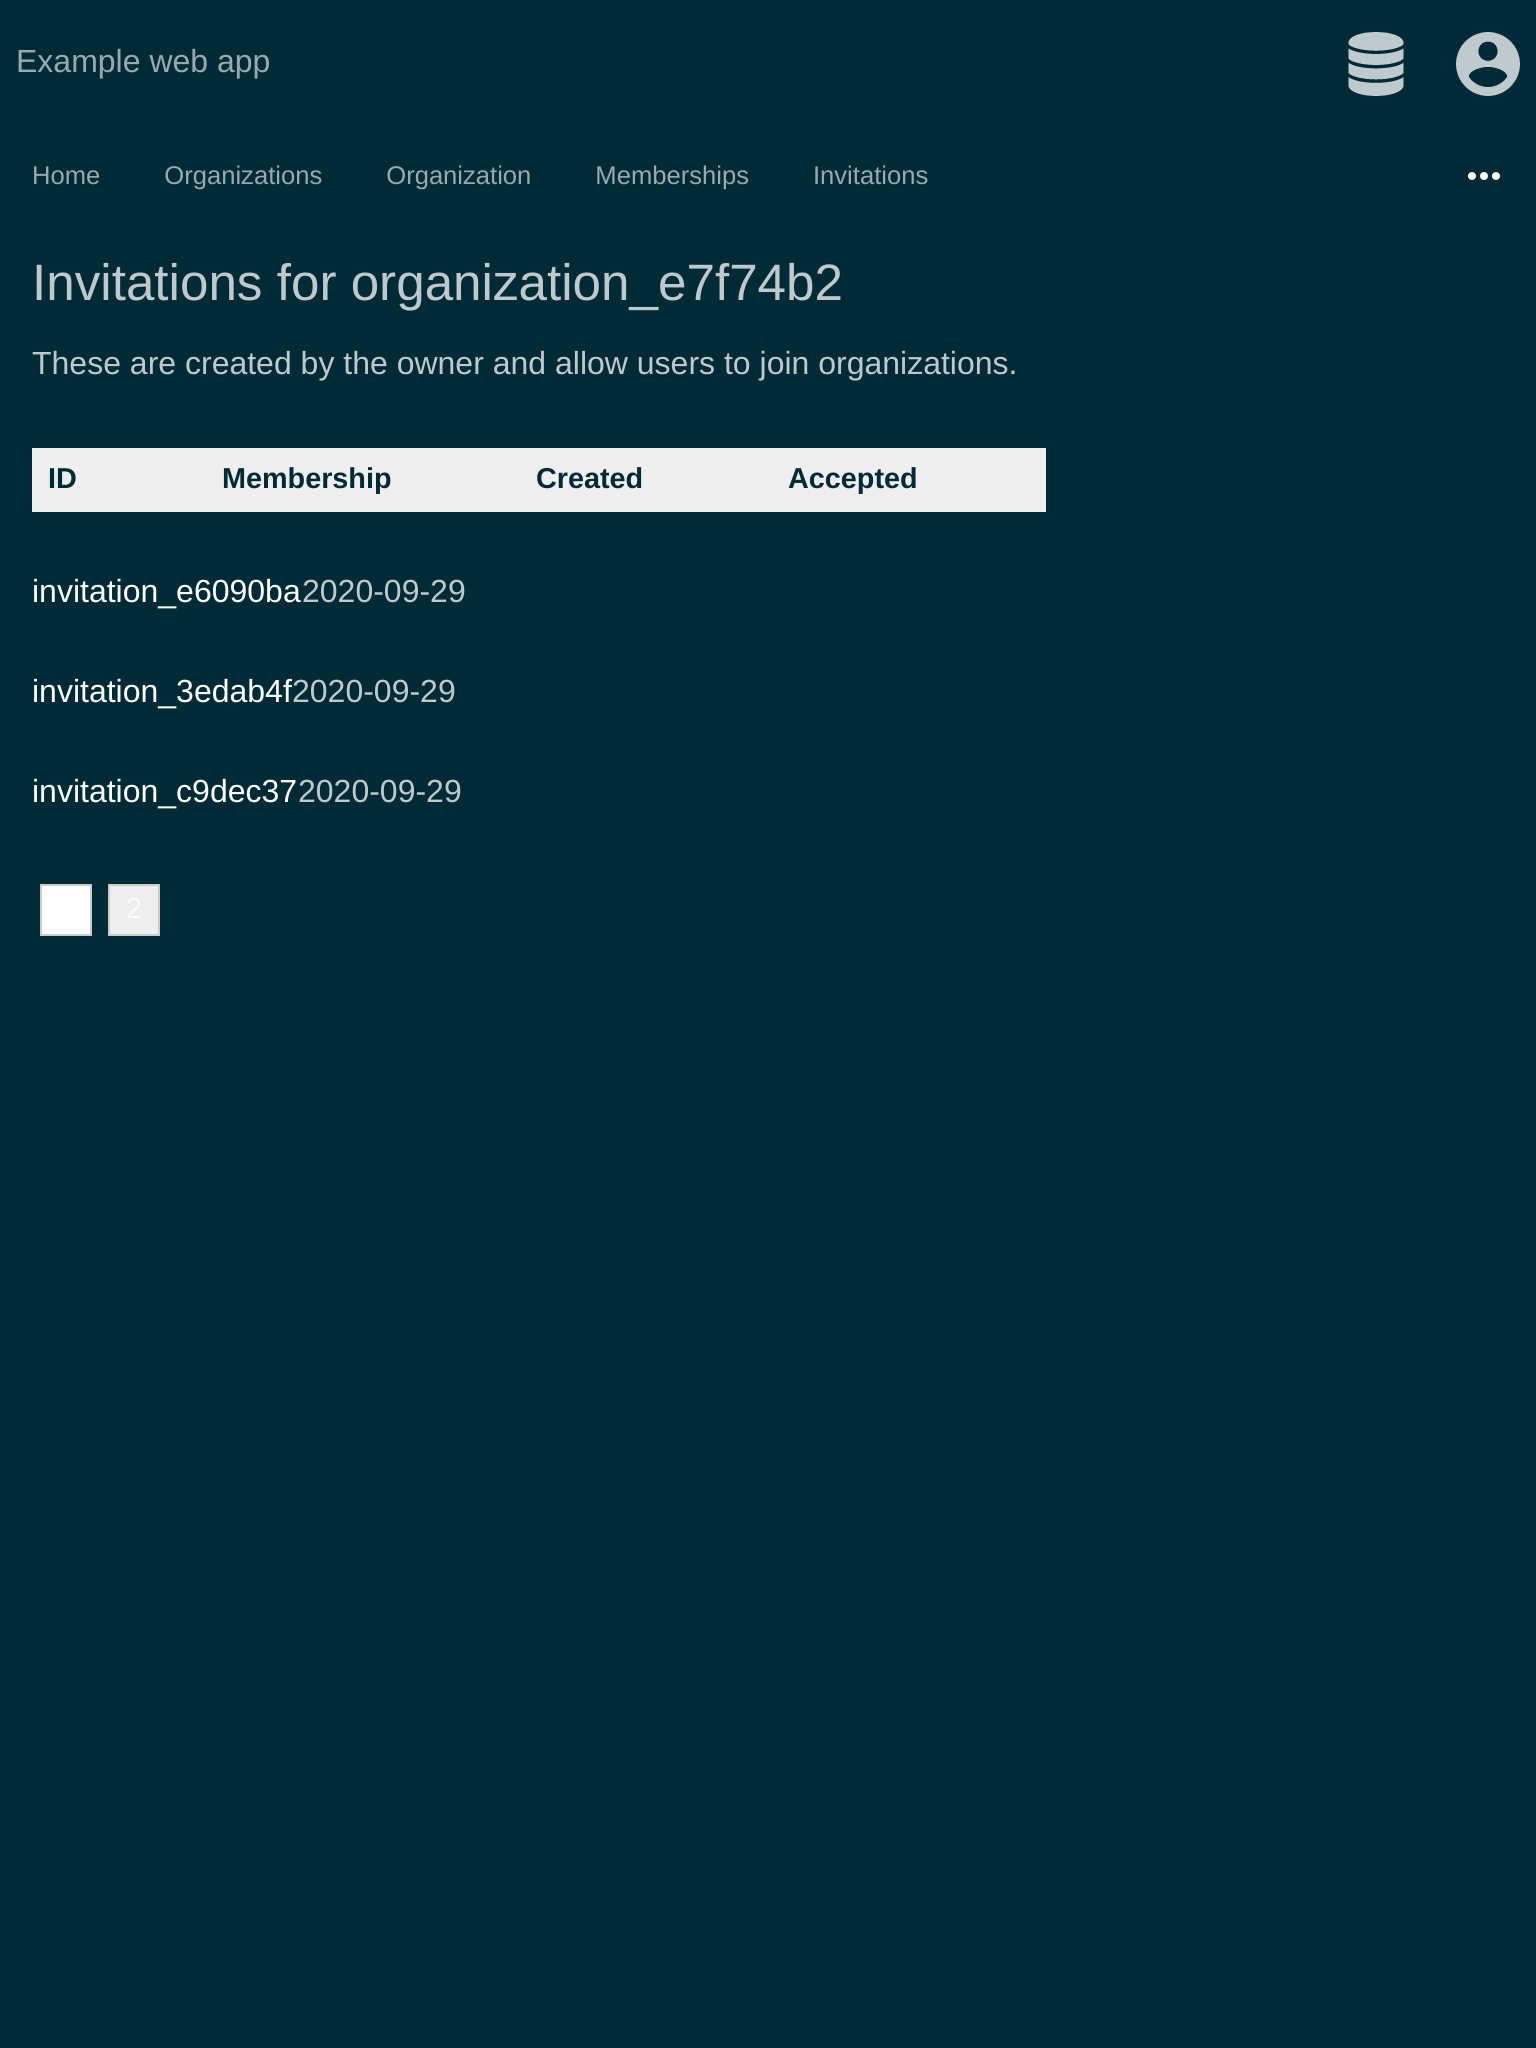 Example web app
Home Organizations Organization Memberships Invitations
Invitations for organization_e7f74b2
These are created by the owner and allow users to join organizations.
ID Membership Created Accepted
invitation_e6090ba2020-09-29
invitation_3edab4f2020-09-29
invitation_c9dec372020-09-29
2